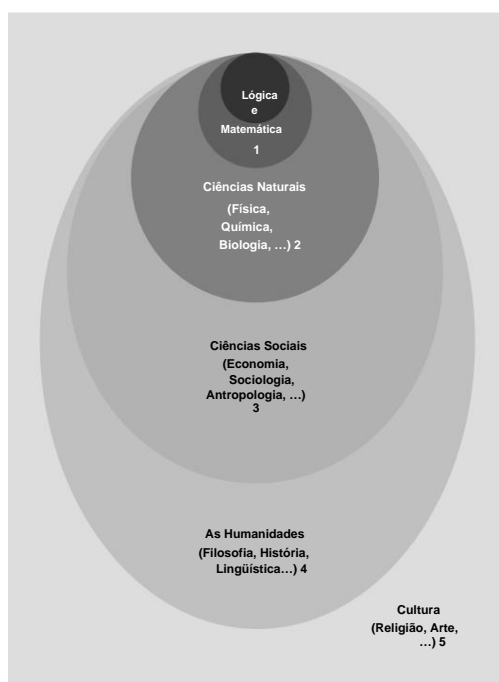 Lógica
e
Matemática
1
Ciências Naturais
(Física,
Química,
Biologia, …) 2
Ciências Sociais
(Economia,
Sociologia,
Antropologia, …)
3
As Humanidades
(Filosofia, História,
Lingüística…) 4
Cultura
(Religião, Arte,
…) 5